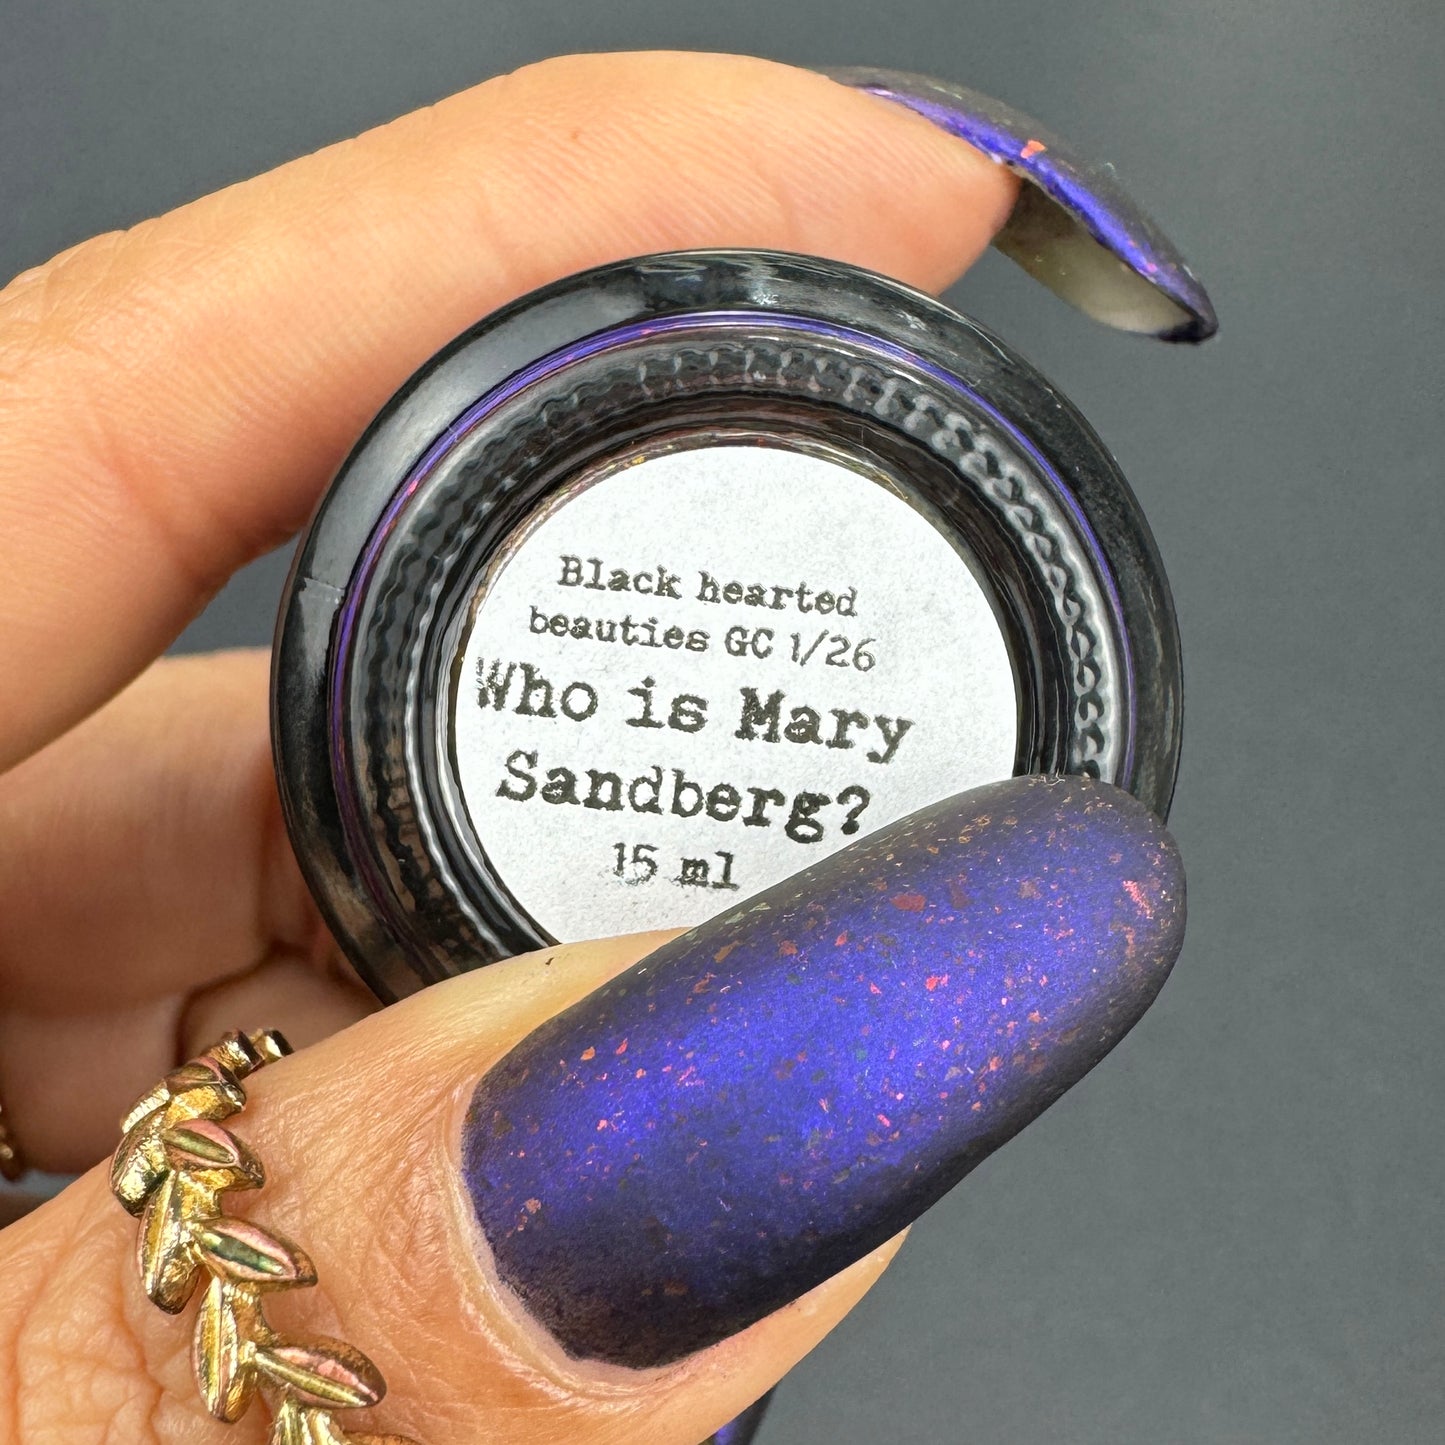 Black hearted
beauties GC 1/26
Who is Mary
Sandberg?
15 ml